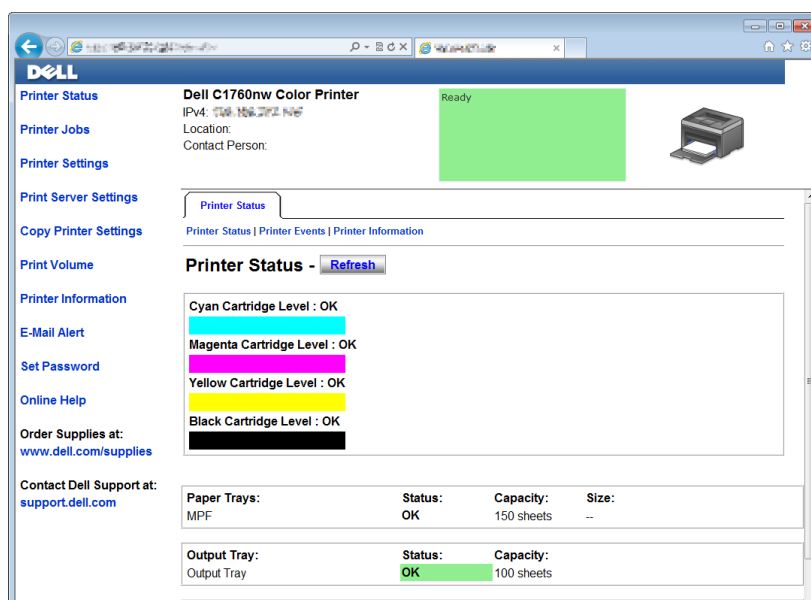 DELL
Printer Status
Printer Jobs
Printer Settings
Print Server Settings
Copy Printer Settings
Print Volume
Printer Information
E-Mail Alert
Set Password
Online Help
Order Supplies at:
www.dell.com/supplies
Contact Dell Support at:
support.dell.com
Dell C1760nw Color Printer
IPv4:
Location:
Contact Person:
Ready
Printer Status
Printer Status | Printer Events | Printer Information
Printer Status - Refresh
Cyan Cartridge Level : OK
Magenta Cartridge Level : OK
Yellow Cartridge Level : OK
Black Cartridge Level : OK
Paper Trays: Status: Capacity: Size:
MPF OK 150 sheets --
Output Tray: Status: Capacity:
Output Tray OK 100 sheets